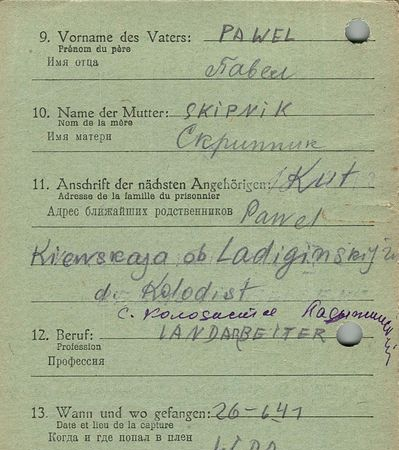 9. Vorname des Vaters: PAWEL
Prénom du père
Имя отца
Павел
10. Name der Mutter: SKIPNIK
Nom de la mère
Имя матери
Скрипник
11. Anschrift der nächsten Angehörigen: Kut
Adresse de la famille du prisonnier
Адрес ближайших родственников Pawel
Kiewskaja ob Ladiginskij
d. Kolodist
с. Колодистое
12. Beruf: LANDARBEITER
Profession
Профессия
13. Wann und wo gefangen: 26-6 41
Date et lieu de la capture
Когда и где попал в плен